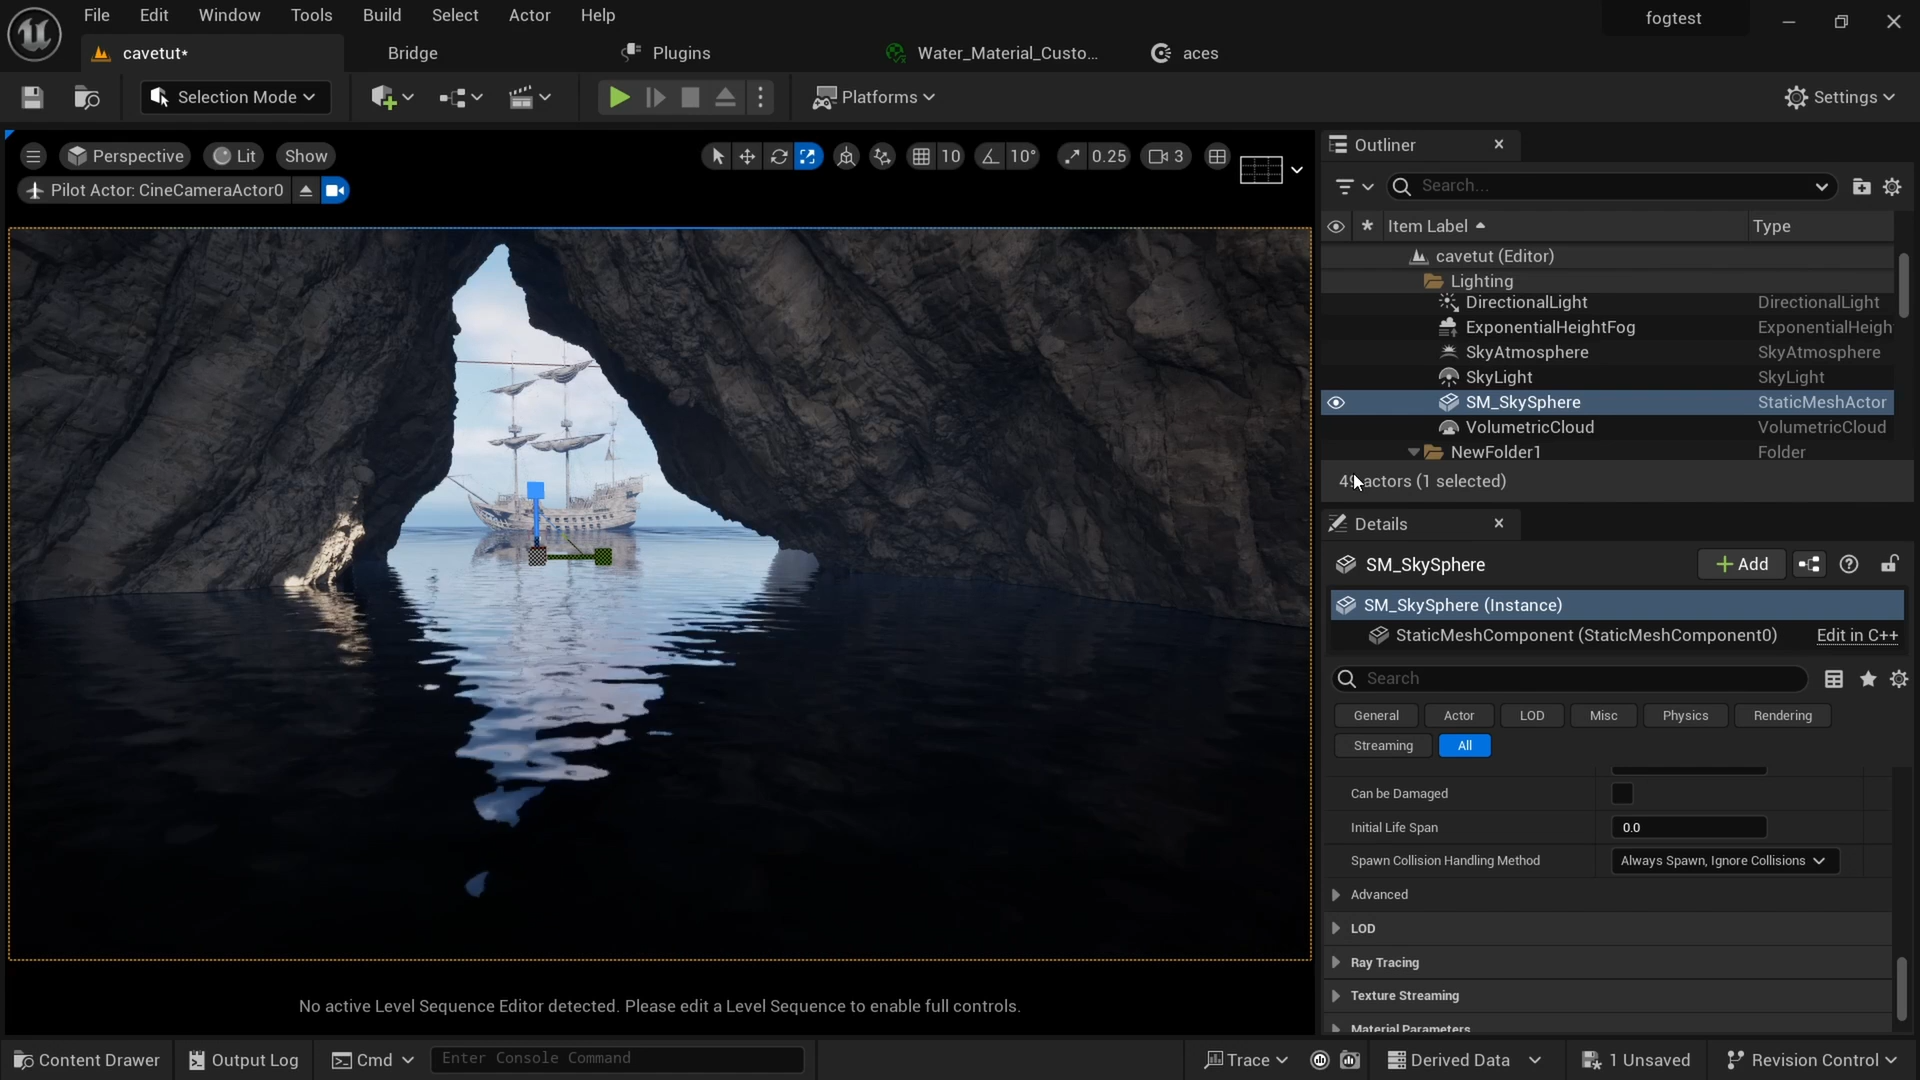 File Edit Window Tools Build Select Actor Help
fogtest
cavetut*
Bridge
Plugins
Water_Material_Custo...
aces
Selection Mode
Platforms
Settings
Perspective
Lit
Show
10
10°
0.25
3
Pilot Actor: CineCameraActor0
No active Level Sequence Editor detected. Please edit a Level Sequence to enable full controls.
Outliner
Search...
Item Label
Type
cavetut (Editor)
Lighting
DirectionalLight DirectionalLight
ExponentialHeightFog ExponentialHeigh
SkyAtmosphere SkyAtmosphere
SkyLight SkyLight
SM_SkySphere StaticMeshActor
VolumetricCloud VolumetricCloud
NewFolder1 Folder
actors (1 selected)
Details
SM_SkySphere
Add
SM_SkySphere (Instance)
StaticMeshComponent (StaticMeshComponent0) Edit in C++
Search
General Actor LOD Misc Physics Rendering
Streaming All
Can be Damaged
Initial Life Span 0.0
Spawn Collision Handling Method Always Spawn, Ignore Collisions
Advanced
LOD
Ray Tracing
Texture Streaming
Material Parameters
Content Drawer
Output Log
Cmd
Enter Console Command
Trace
Derived Data
1 Unsaved
Revision Control